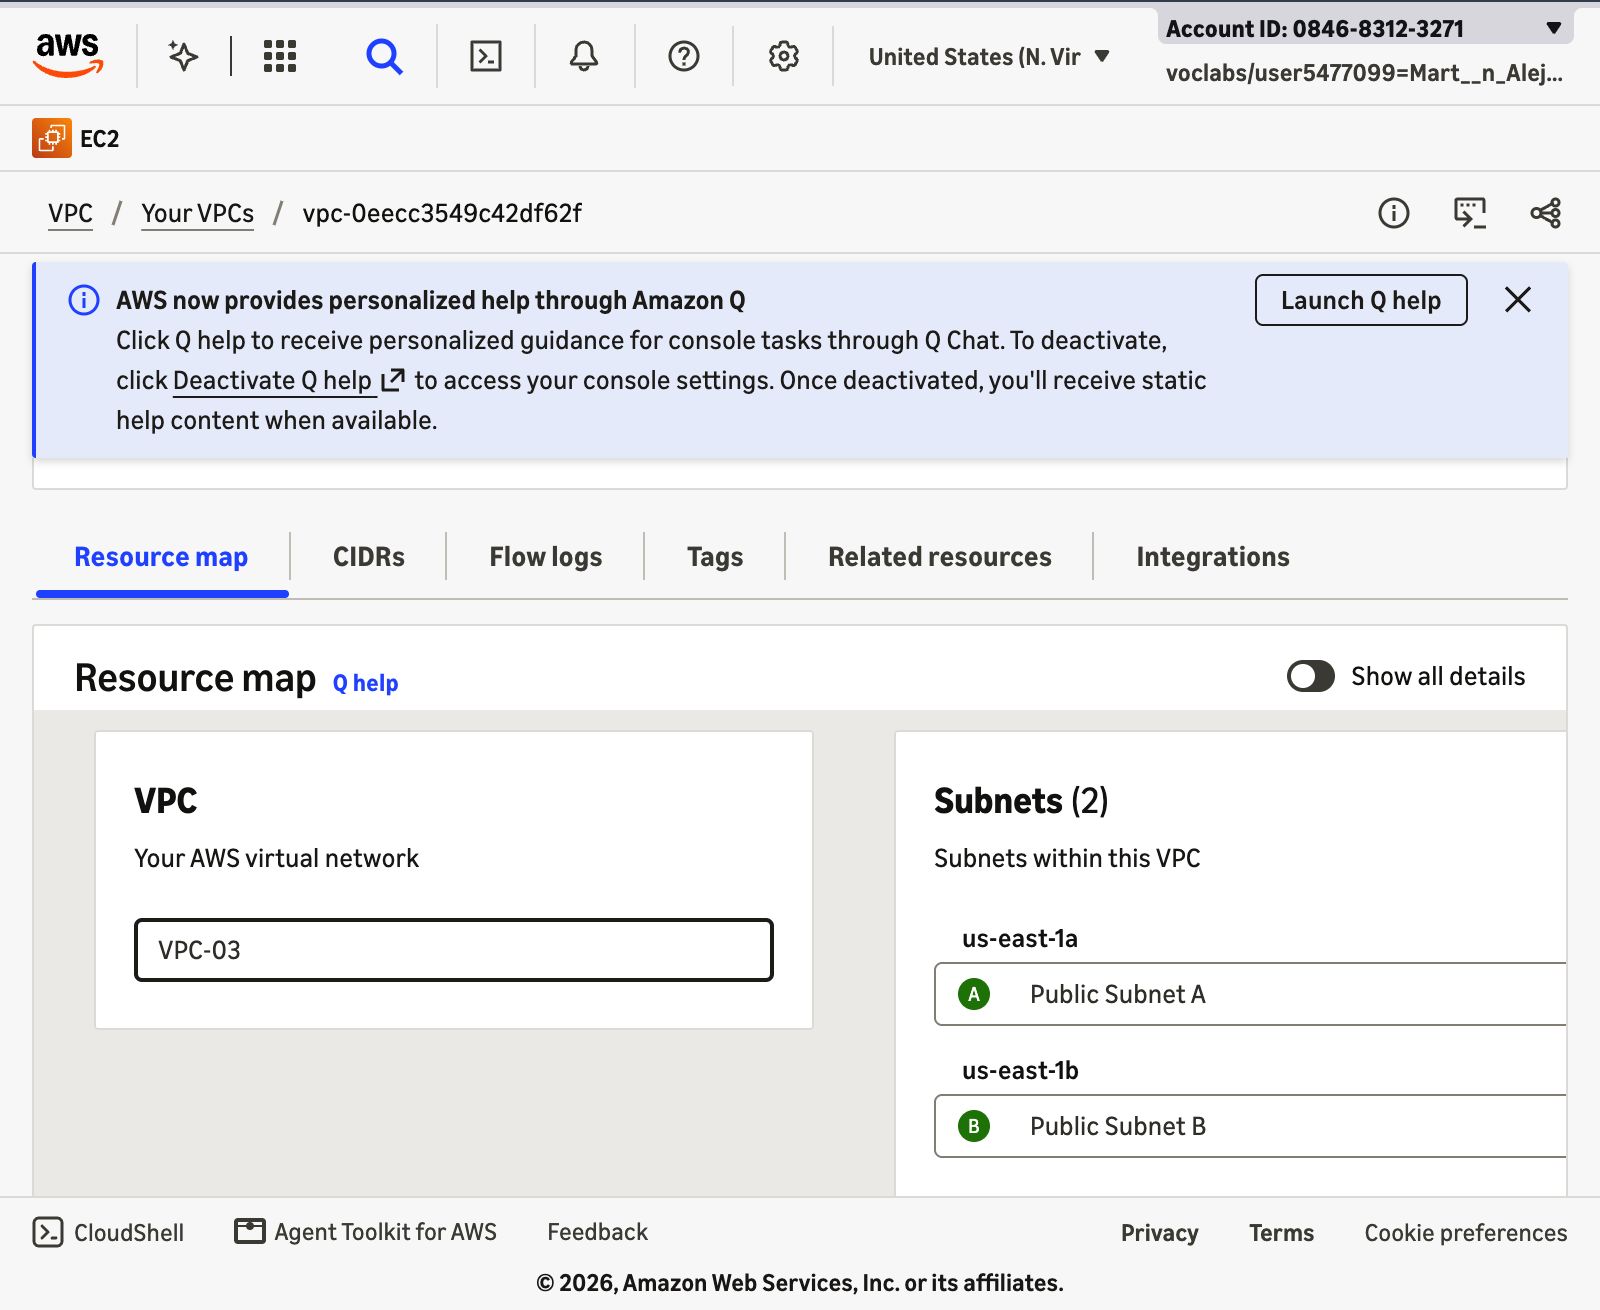 aws
United States (N. Vir
Account ID: 0846-8312-3271
voclabs/user5477099=Mart__n_Alej...
EC2
VPC / Your VPCs / vpc-0eecc3549c42df62f
AWS now provides personalized help through Amazon Q
Launch Q help
Click Q help to receive personalized guidance for console tasks through Q Chat. To deactivate,
click Deactivate Q help to access your console settings. Once deactivated, you'll receive static
help content when available.
Resource map
CIDRs
Flow logs
Tags
Related resources
Integrations
Resource map Q help
Show all details
VPC
Your AWS virtual network
VPC-03
Subnets (2)
Subnets within this VPC
us-east-1a
A Public Subnet A
us-east-1b
B Public Subnet B
CloudShell
Agent Toolkit for AWS
Feedback
Privacy
Terms
Cookie preferences
© 2026, Amazon Web Services, Inc. or its affiliates.